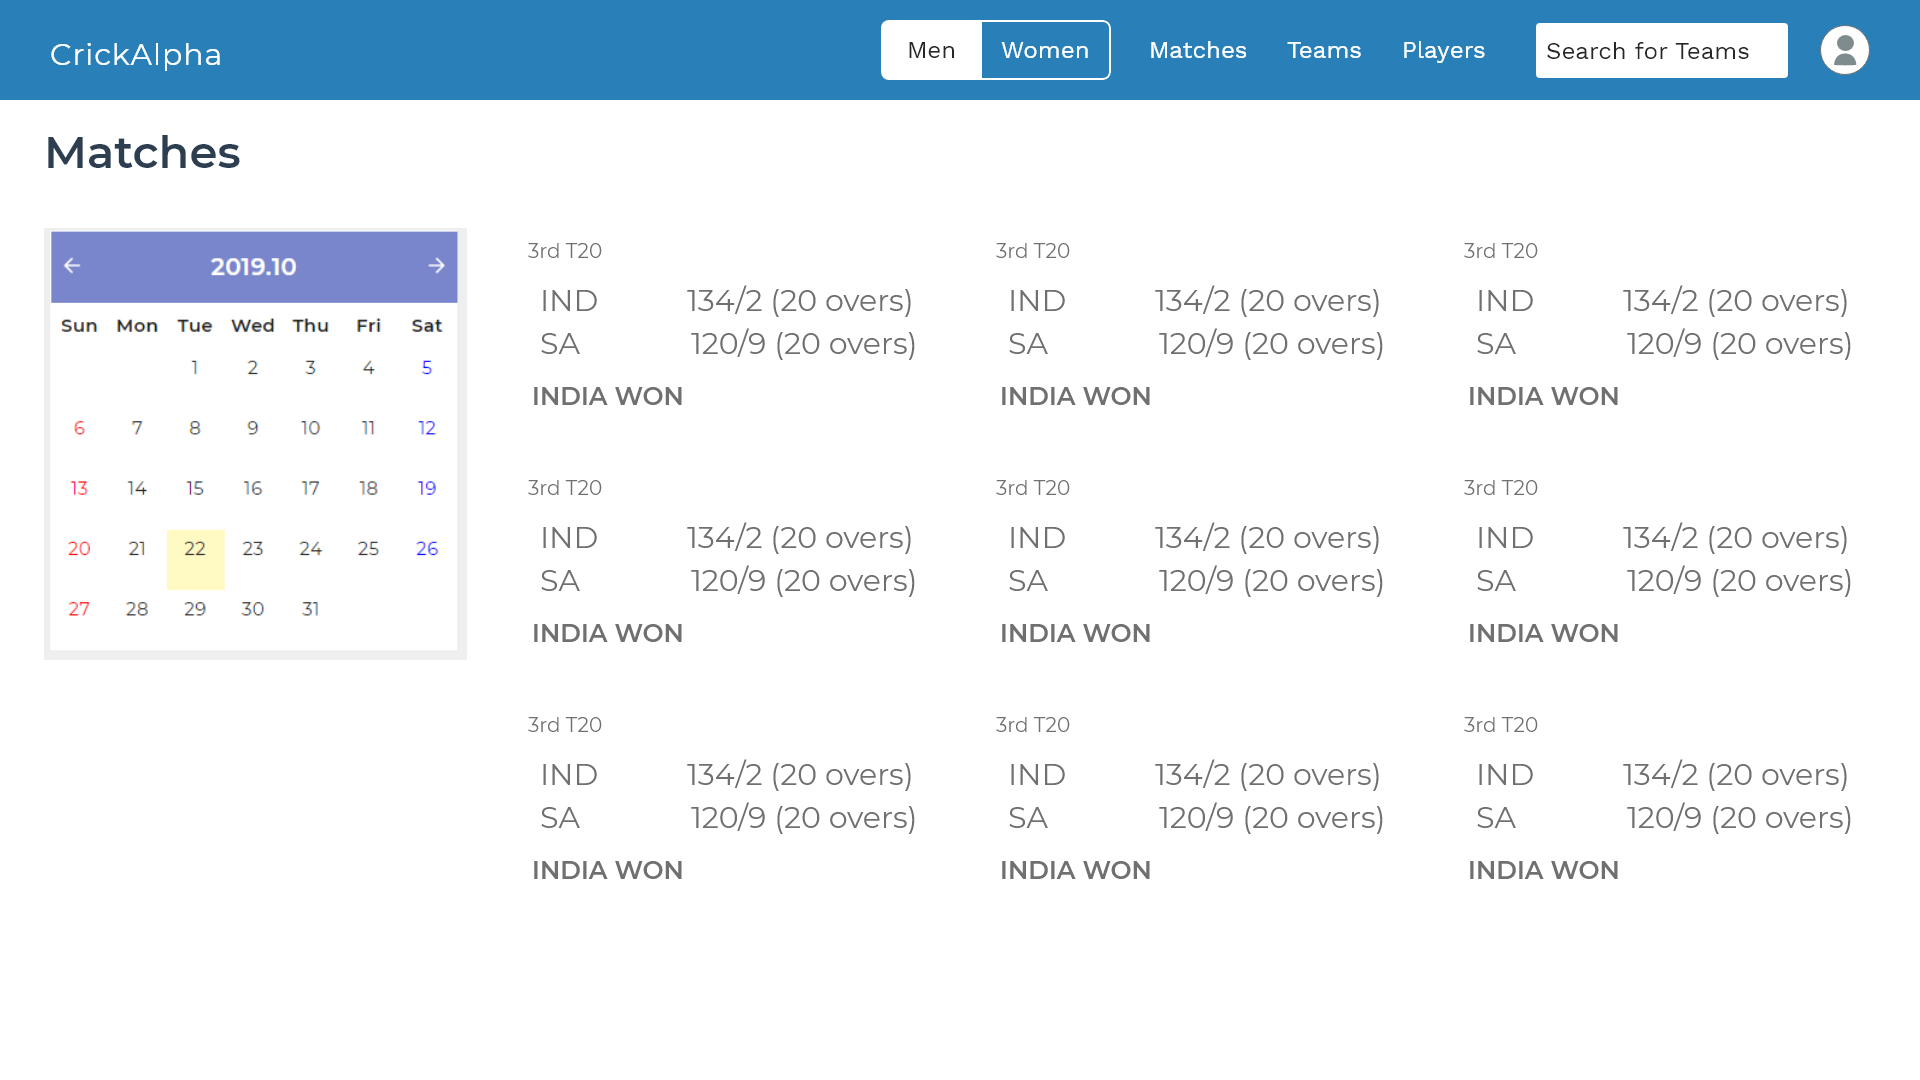 CrickAlpha
Men Women Matches Teams Players Search for Teams
Matches
2019.10
Sun Mon Tue Wed Thu Fri Sat
1 2 3 4 5
6 7 8 9 10 11 12
13 14 15 16 17 18 19
20 21 22 23 24 25 26
27 28 29 30 31
3rd T20
IND 134/2 (20 overs)
SA 120/9 (20 overs)
INDIA WON
3rd T20
IND 134/2 (20 overs)
SA 120/9 (20 overs)
INDIA WON
3rd T20
IND 134/2 (20 overs)
SA 120/9 (20 overs)
INDIA WON
3rd T20
IND 134/2 (20 overs)
SA 120/9 (20 overs)
INDIA WON
3rd T20
IND 134/2 (20 overs)
SA 120/9 (20 overs)
INDIA WON
3rd T20
IND 134/2 (20 overs)
SA 120/9 (20 overs)
INDIA WON
3rd T20
IND 134/2 (20 overs)
SA 120/9 (20 overs)
INDIA WON
3rd T20
IND 134/2 (20 overs)
SA 120/9 (20 overs)
INDIA WON
3rd T20
IND 134/2 (20 overs)
SA 120/9 (20 overs)
INDIA WON